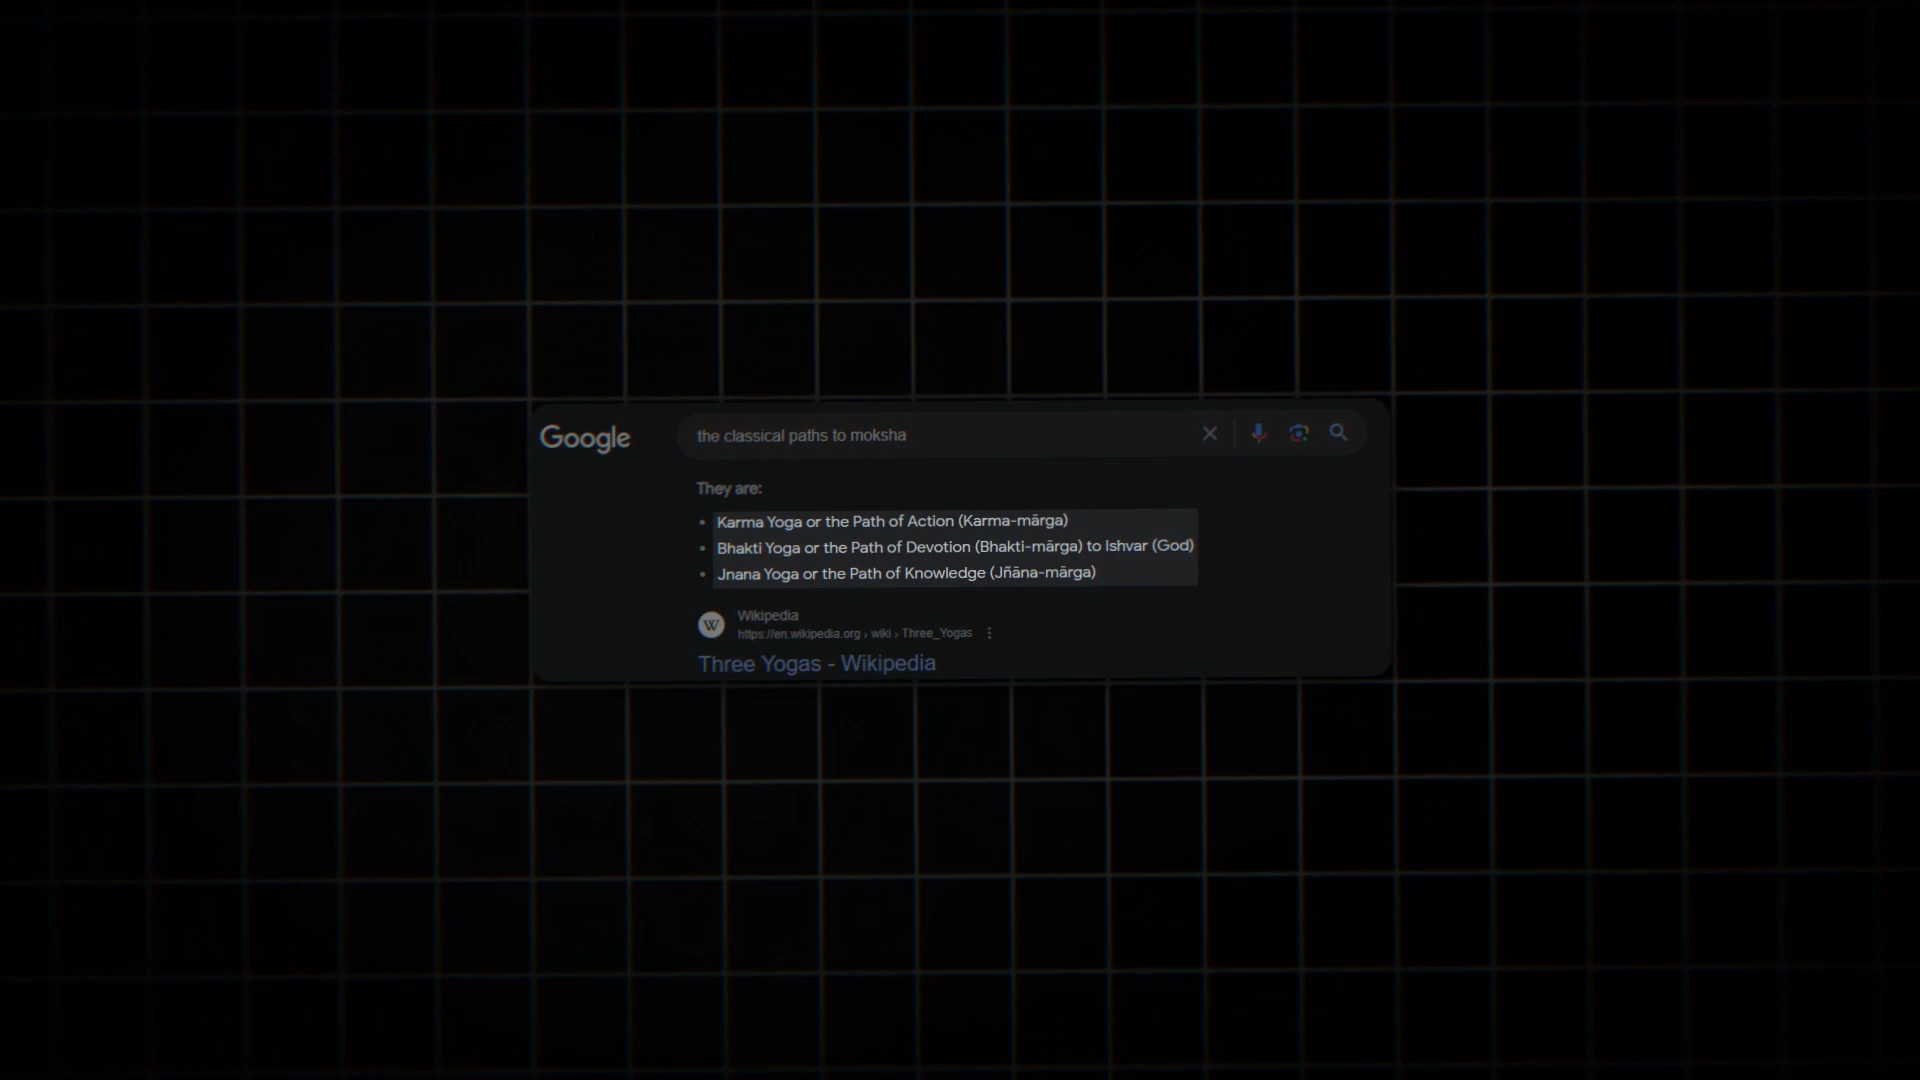 Google
the classical paths to moksha
They are:
Karma Yoga or the Path of Action (Karma-mārga)
Bhakti Yoga or the Path of Devotion (Bhakti-mārga) to Ishvar (God)
Jnana Yoga or the Path of Knowledge (Jñāna-mārga)
W
Wikipedia
https://en.wikipedia.org › wiki › Three_Yogas
Three Yogas - Wikipedia